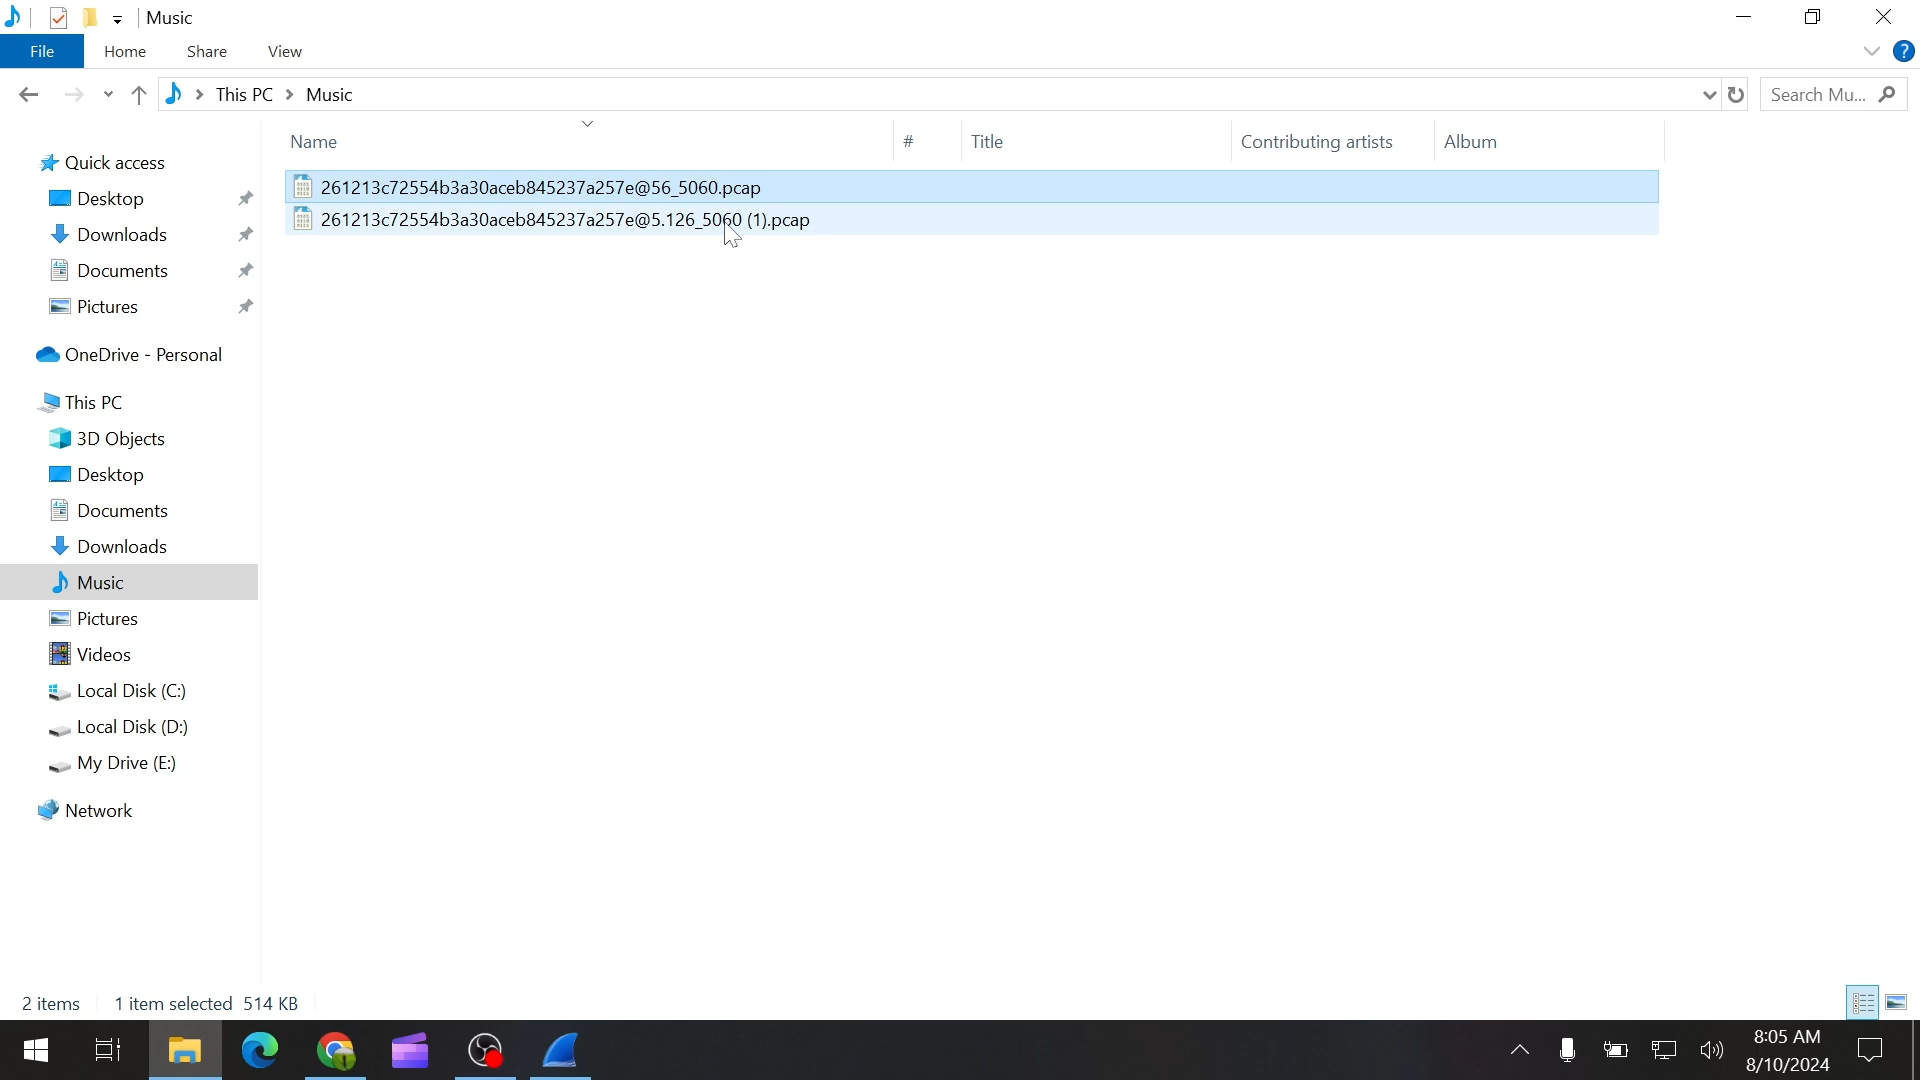 Music
File Home Share View
This PC Music
Search Mu...
Name # Title Contributing artists Album
261213c72554b3a30aceb845237a257e@56_5060.pcap
261213c72554b3a30aceb845237a257e@5.126_5060 (1).pcap
Quick access
Desktop
Downloads
Documents
Pictures
OneDrive - Personal
This PC
3D Objects
Desktop
Documents
Downloads
Music
Pictures
Videos
Local Disk (C:)
Local Disk (D:)
My Drive (E:)
Network
2 items 1 item selected 514 KB
8:05 AM
8/10/2024